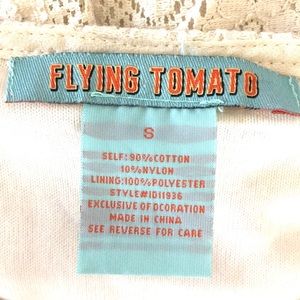 FLYING TOMATO
S
SELF: 90% COTTON
10% NYLON
LINING: 100% POLYESTER
STYLE#ID11936
EXCLUSIVE OF DCORATION
MADE IN CHINA
SEE REVERSE FOR CARE